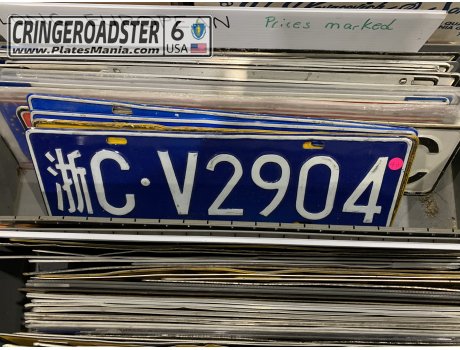 CRINGEROADSTER 6
www.PlatesMania.com USA
Prices marked
浙C·V2904
C